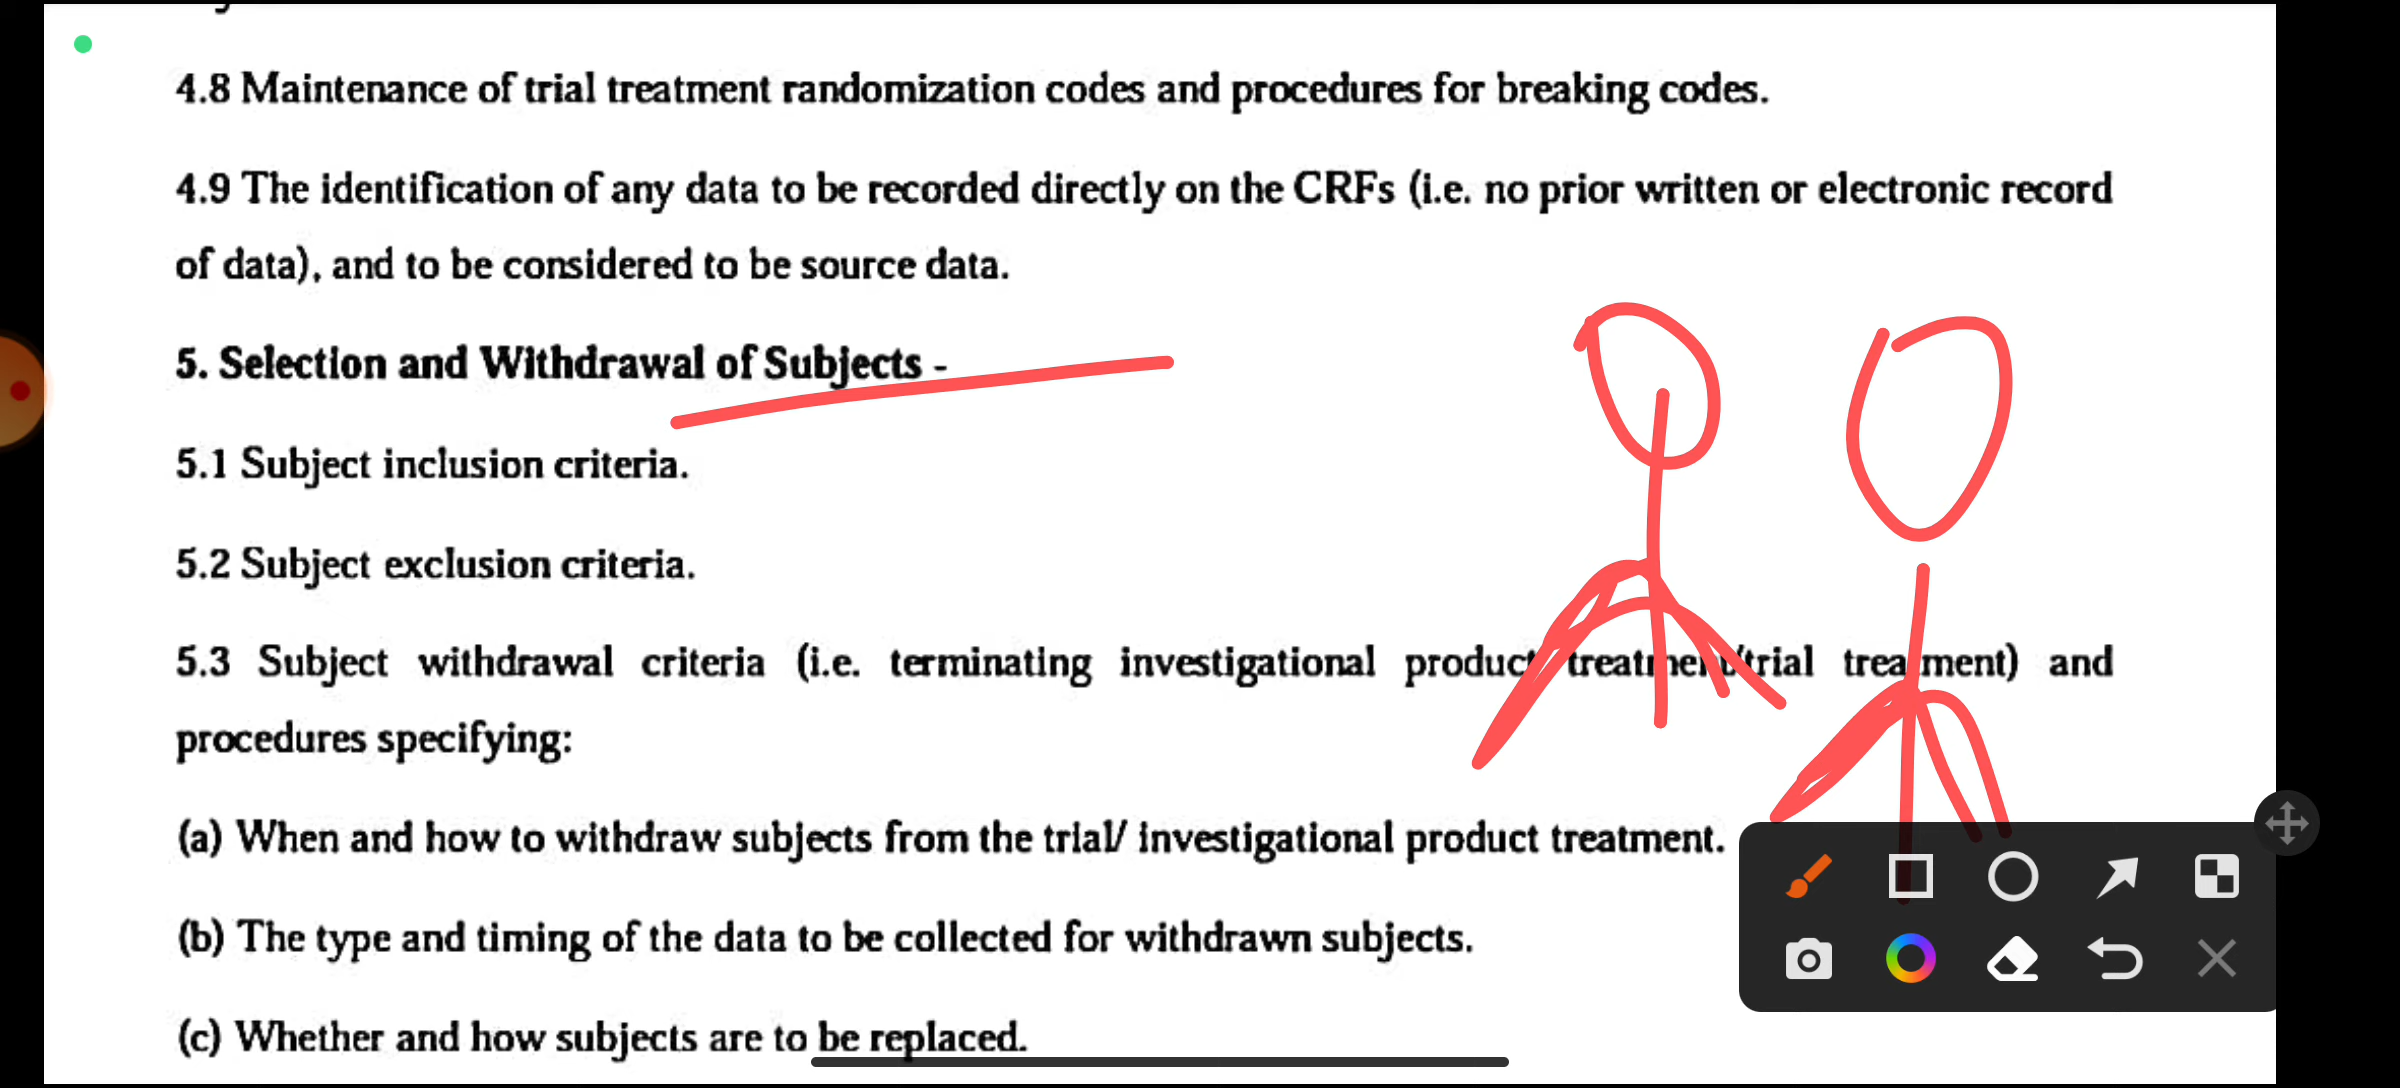 4.8 Maintenance of trial treatment randomization codes and procedures for breaking codes.
4.9 The identification of any data to be recorded directly on the CRFs (i.e. no prior written or electronic record
of data), and to be considered to be source data.
5. Selection and Withdrawal of Subjects -
5.1 Subject inclusion criteria.
5.2 Subject exclusion criteria.
5.3 Subject withdrawal criteria (i.e. terminating investigational product treatment/trial treatment) and
procedures specifying:
(a) When and how to withdraw subjects from the trial/ investigational product treatment.
(b) The type and timing of the data to be collected for withdrawn subjects.
(c) Whether and how subjects are to be replaced.